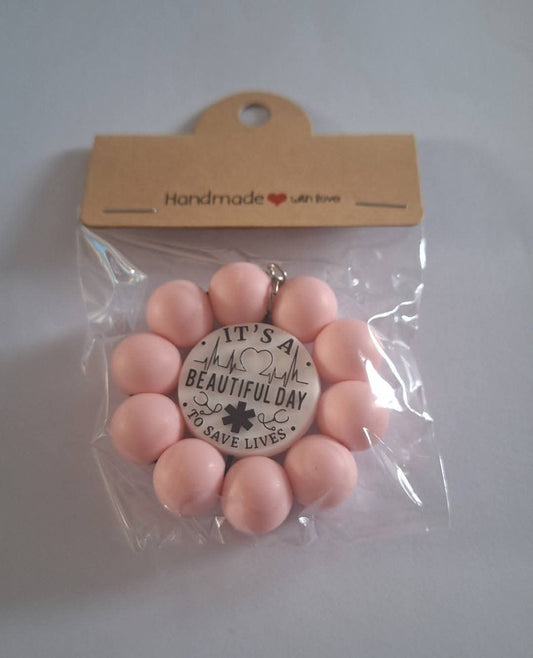 Handmade ❤ with love
• IT'S A •
BEAUTIFUL DAY
• TO SAVE LIVES •